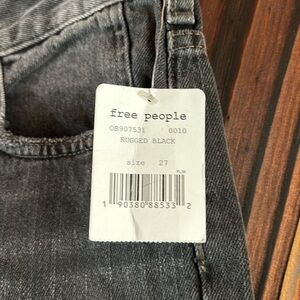 free people
OB907531 0010
RUGGED BLACK
size 27
1 90380 88533 2